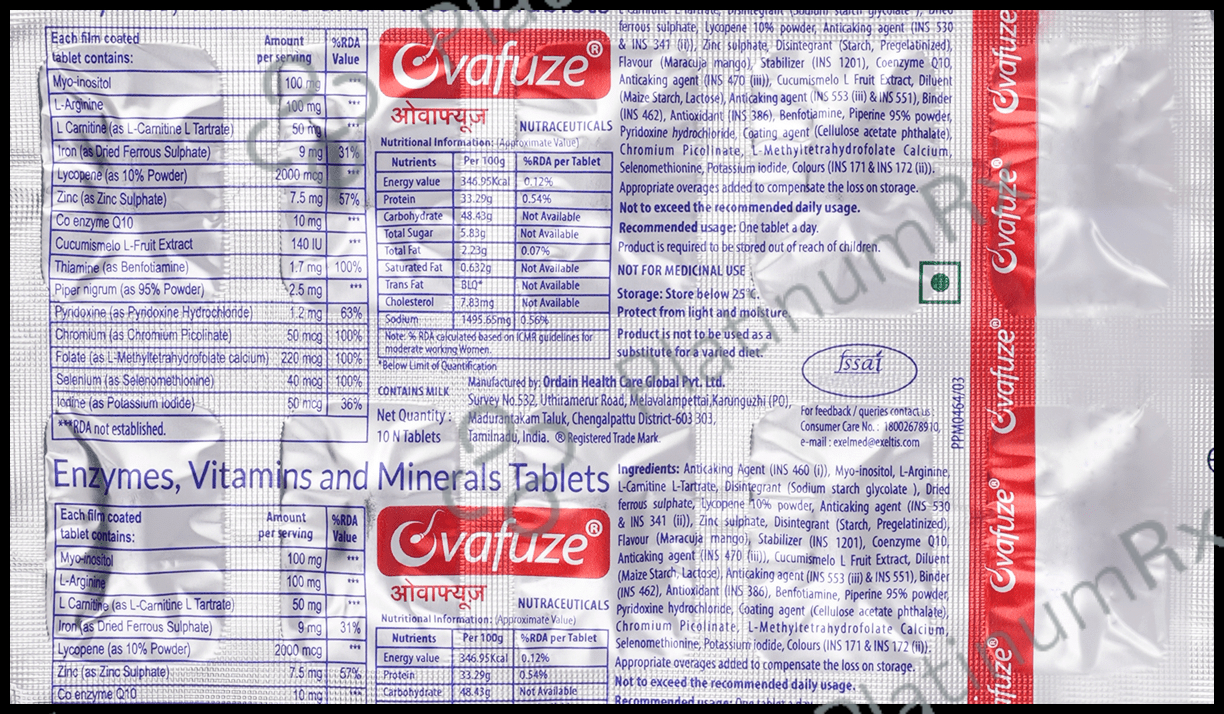 Each film coated tablet contains: Amount per serving %RDA Value
Myo-inositol 100 mg ***
L-Arginine 100 mg ***
L Carnitine (as L-Carnitine L Tartrate) 50 mg ***
Iron (as Dried Ferrous Sulphate) 9 mg 31%
Lycopene (as 10% Powder) 2000 mcg ***
Zinc (as Zinc Sulphate) 7.5 mg 57%
Co enzyme Q10 10 mg ***
Cucumismelo L-Fruit Extract 140 IU ***
Thiamine (as Benfotiamine) 1.7 mg 100%
Piper nigrum (as 95% Powder) 2.5 mg ***
Pyridoxine (as Pyridoxine Hydrochloride) 1.2 mg 63%
Chromium (as Chromium Picolinate) 50 mcg 100%
Folate (as L-Methyltetrahydrofolate calcium) 220 mcg 100%
Selenium (as Selenomethionine) 40 mcg 100%
Iodine (as Potassium iodide) 50 mcg 36%
***RDA not established.
Ovafuze®
ओवाफ्यूज़
NUTRACEUTICALS
Nutritional Information: (Approximate Value)
Nutrients Per 100g %RDA per Tablet
Energy value 346.95Kcal 0.12%
Protein 33.29g 0.54%
Carbohydrate 48.43g Not Available
Total Sugar 5.83g Not Available
Total Fat 2.23g 0.07%
Saturated Fat 0.632g Not Available
Trans Fat BLQ* Not Available
Cholesterol 7.83mg Not Available
Sodium 1495.65mg 0.56%
Note: % RDA calculated based on ICMR guidelines for
moderate working Women.
*Below Limit of Quantification
CONTAINS MILK
Net Quantity :
10 N Tablets
Manufactured by: Ordain Health Care Global Pvt. Ltd.
Survey No.532, Uthiramerur Road, Melavalampettai,Karunguzhi (PO),
Madurantakam Taluk, Chengalpattu District-603 303,
Tamilnadu, India. ® Registered Trade Mark.
L-Carnitine L-Tartrate, Disintegrant (Sodium starch glycolate ), Dried
ferrous sulphate, Lycopene 10% powder, Anticaking agent (INS 530
& INS 341 (ii)), Zinc sulphate, Disintegrant (Starch, Pregelatinized),
Flavour (Maracuja mango), Stabilizer (INS 1201), Coenzyme Q10,
Anticaking agent (INS 470 (iii)), Cucumismelo L Fruit Extract, Diluent
(Maize Starch, Lactose), Anticaking agent (INS 553 (iii) & INS 551), Binder
(INS 462), Antioxidant (INS 386), Benfotiamine, Piperine 95% powder,
Pyridoxine hydrochloride, Coating agent (Cellulose acetate phthalate),
Chromium Picolinate, L-Methyltetrahydrofolate Calcium,
Selenomethionine, Potassium iodide, Colours (INS 171 & INS 172 (ii)).
Appropriate overages added to compensate the loss on storage.
Not to exceed the recommended daily usage.
Recommended usage: One tablet a day.
Product is required to be stored out of reach of children.
NOT FOR MEDICINAL USE
Storage: Store below 25°C.
Protect from light and moisture.
Product is not to be used as a
substitute for a varied diet.
fssai
For feedback / queries contact us :
Consumer Care No. : 18002678910,
e-mail : exelmed@exeltis.com
PPM0464/03
Ovafuze®
Ovafuze®
Ovafuze®
Ovafuze®
afuze®
Enzymes, Vitamins and Minerals Tablets
Each film coated tablet contains: Amount per serving %RDA Value
Myo-inositol 100 mg ***
L-Arginine 100 mg ***
L Carnitine (as L-Carnitine L Tartrate) 50 mg ***
Iron (as Dried Ferrous Sulphate) 9 mg 31%
Lycopene (as 10% Powder) 2000 mcg ***
Zinc (as Zinc Sulphate) 7.5 mg 57%
Co enzyme Q10 10 mg ***
Ovafuze®
ओवाफ्यूज़
NUTRACEUTICALS
Nutritional Information: (Approximate Value)
Nutrients Per 100g %RDA per Tablet
Energy value 346.95Kcal 0.12%
Protein 33.29g 0.54%
Carbohydrate 48.43g Not Available
Ingredients: Anticaking Agent (INS 460 (i)), Myo-inositol, L-Arginine,
L-Carnitine L-Tartrate, Disintegrant (Sodium starch glycolate ), Dried
ferrous sulphate, Lycopene 10% powder, Anticaking agent (INS 530
& INS 341 (ii)), Zinc sulphate, Disintegrant (Starch, Pregelatinized),
Flavour (Maracuja mango), Stabilizer (INS 1201), Coenzyme Q10,
Anticaking agent (INS 470 (iii)), Cucumismelo L Fruit Extract, Diluent
(Maize Starch, Lactose), Anticaking agent (INS 553 (iii) & INS 551), Binder
(INS 462), Antioxidant (INS 386), Benfotiamine, Piperine 95% powder,
Pyridoxine hydrochloride, Coating agent (Cellulose acetate phthalate),
Chromium Picolinate, L-Methyltetrahydrofolate Calcium,
Selenomethionine, Potassium iodide, Colours (INS 171 & INS 172 (ii)).
Appropriate overages added to compensate the loss on storage.
Not to exceed the recommended daily usage.
Recommended usage: One tablet a day.
PlatinumRx
PlatinumRx